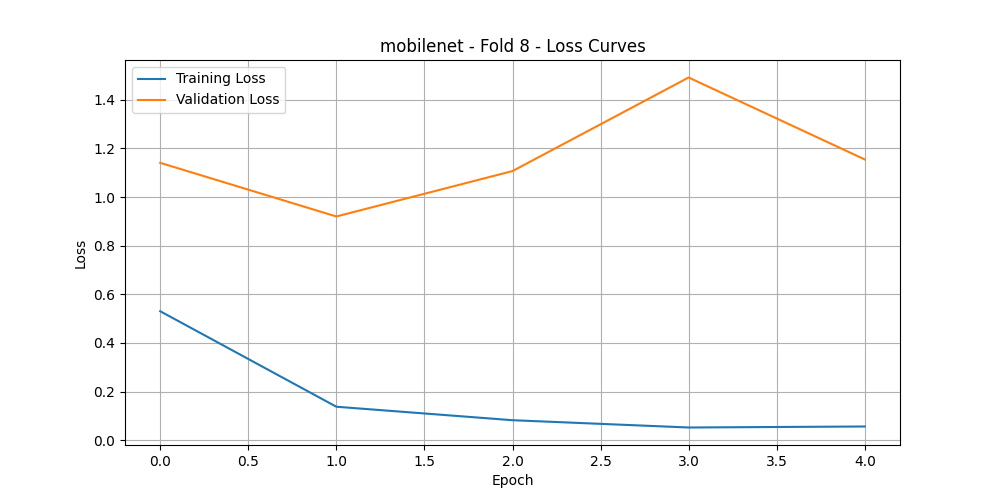 mobilenet - Fold 8 - Loss Curves
Training Loss
Validation Loss
1.4
1.2
1.0
0.8
0.6
0.4
0.2
0.0
Loss
0.0 0.5 1.0 1.5 2.0 2.5 3.0 3.5 4.0
Epoch